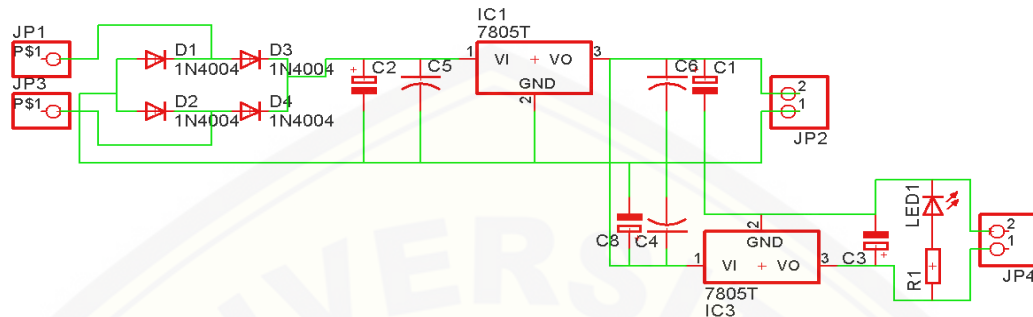 JP1
P$1
JP3
P$1
D1
1N4004
D3
1N4004
D2
1N4004
D4
1N4004
C2
C5
IC1
7805T
1
VI
VO
3
GND
2
C6
C1
2
1
JP2
C8
C4
2
GND
1
VI
VO
3
7805T
IC3
C3
LED1
R1
2
1
JP4
UNIVERS